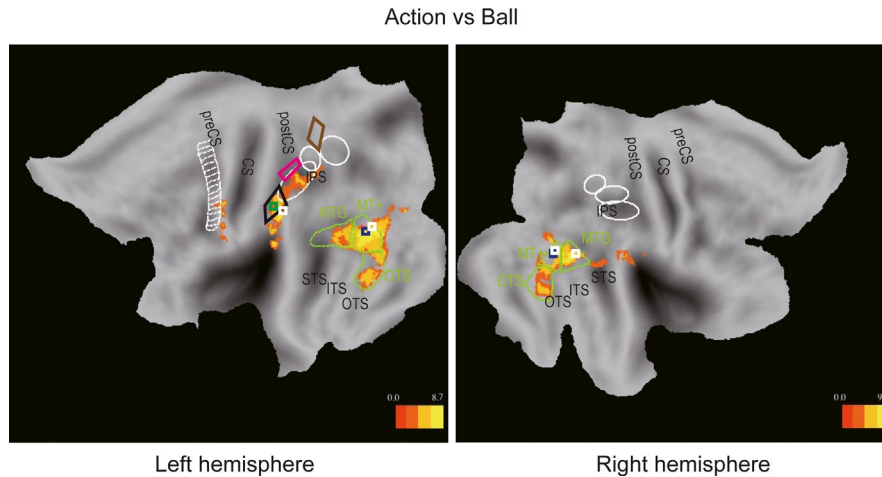 Action vs Ball
preCS
CS
postCS
IPS
MTG
MT+
STS
ITS
OTS
OTS
0.0 8.7
postCS
preCS
CS
IPS
MT+
MTG
OTS
STS
ITS
OTS
0.0 9
Left hemisphere
Right hemisphere